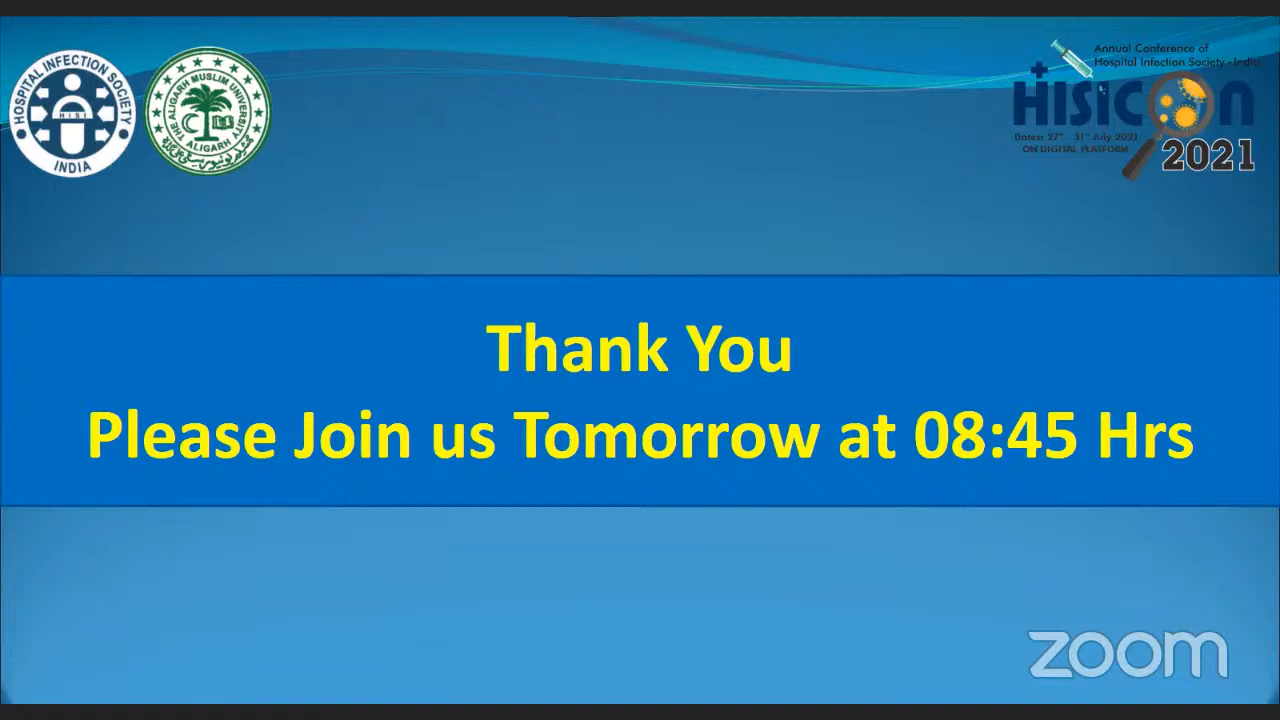 HOSPITAL INFECTION SOCIETY
HISI
INDIA
THE ALIGARH MUSLIM UNIVERSITY
ALIGARH
Annual Conference of
Hospital Infection Society - India
HISICON
Dates: 27th 31st July 2021
ON DIGITAL PLATFORM
2021
Thank You
Please Join us Tomorrow at 08:45 Hrs
zoom